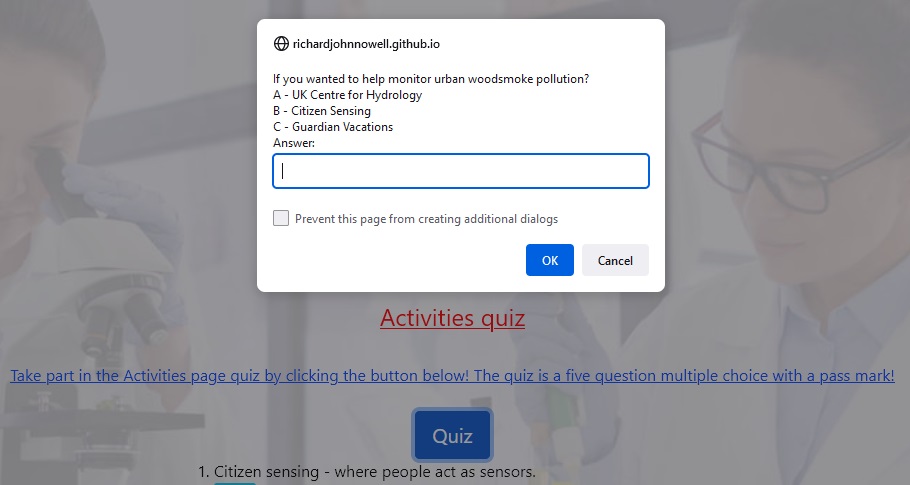 richardjohnnowell.github.io
If you wanted to help monitor urban woodsmoke pollution?
A - UK Centre for Hydrology
B - Citizen Sensing
C - Guardian Vacations
Answer:
Prevent this page from creating additional dialogs
OK Cancel
Activities quiz
Take part in the Activities page quiz by clicking the button below! The quiz is a five question multiple choice with a pass mark!
Quiz
1. Citizen sensing - where people act as sensors.